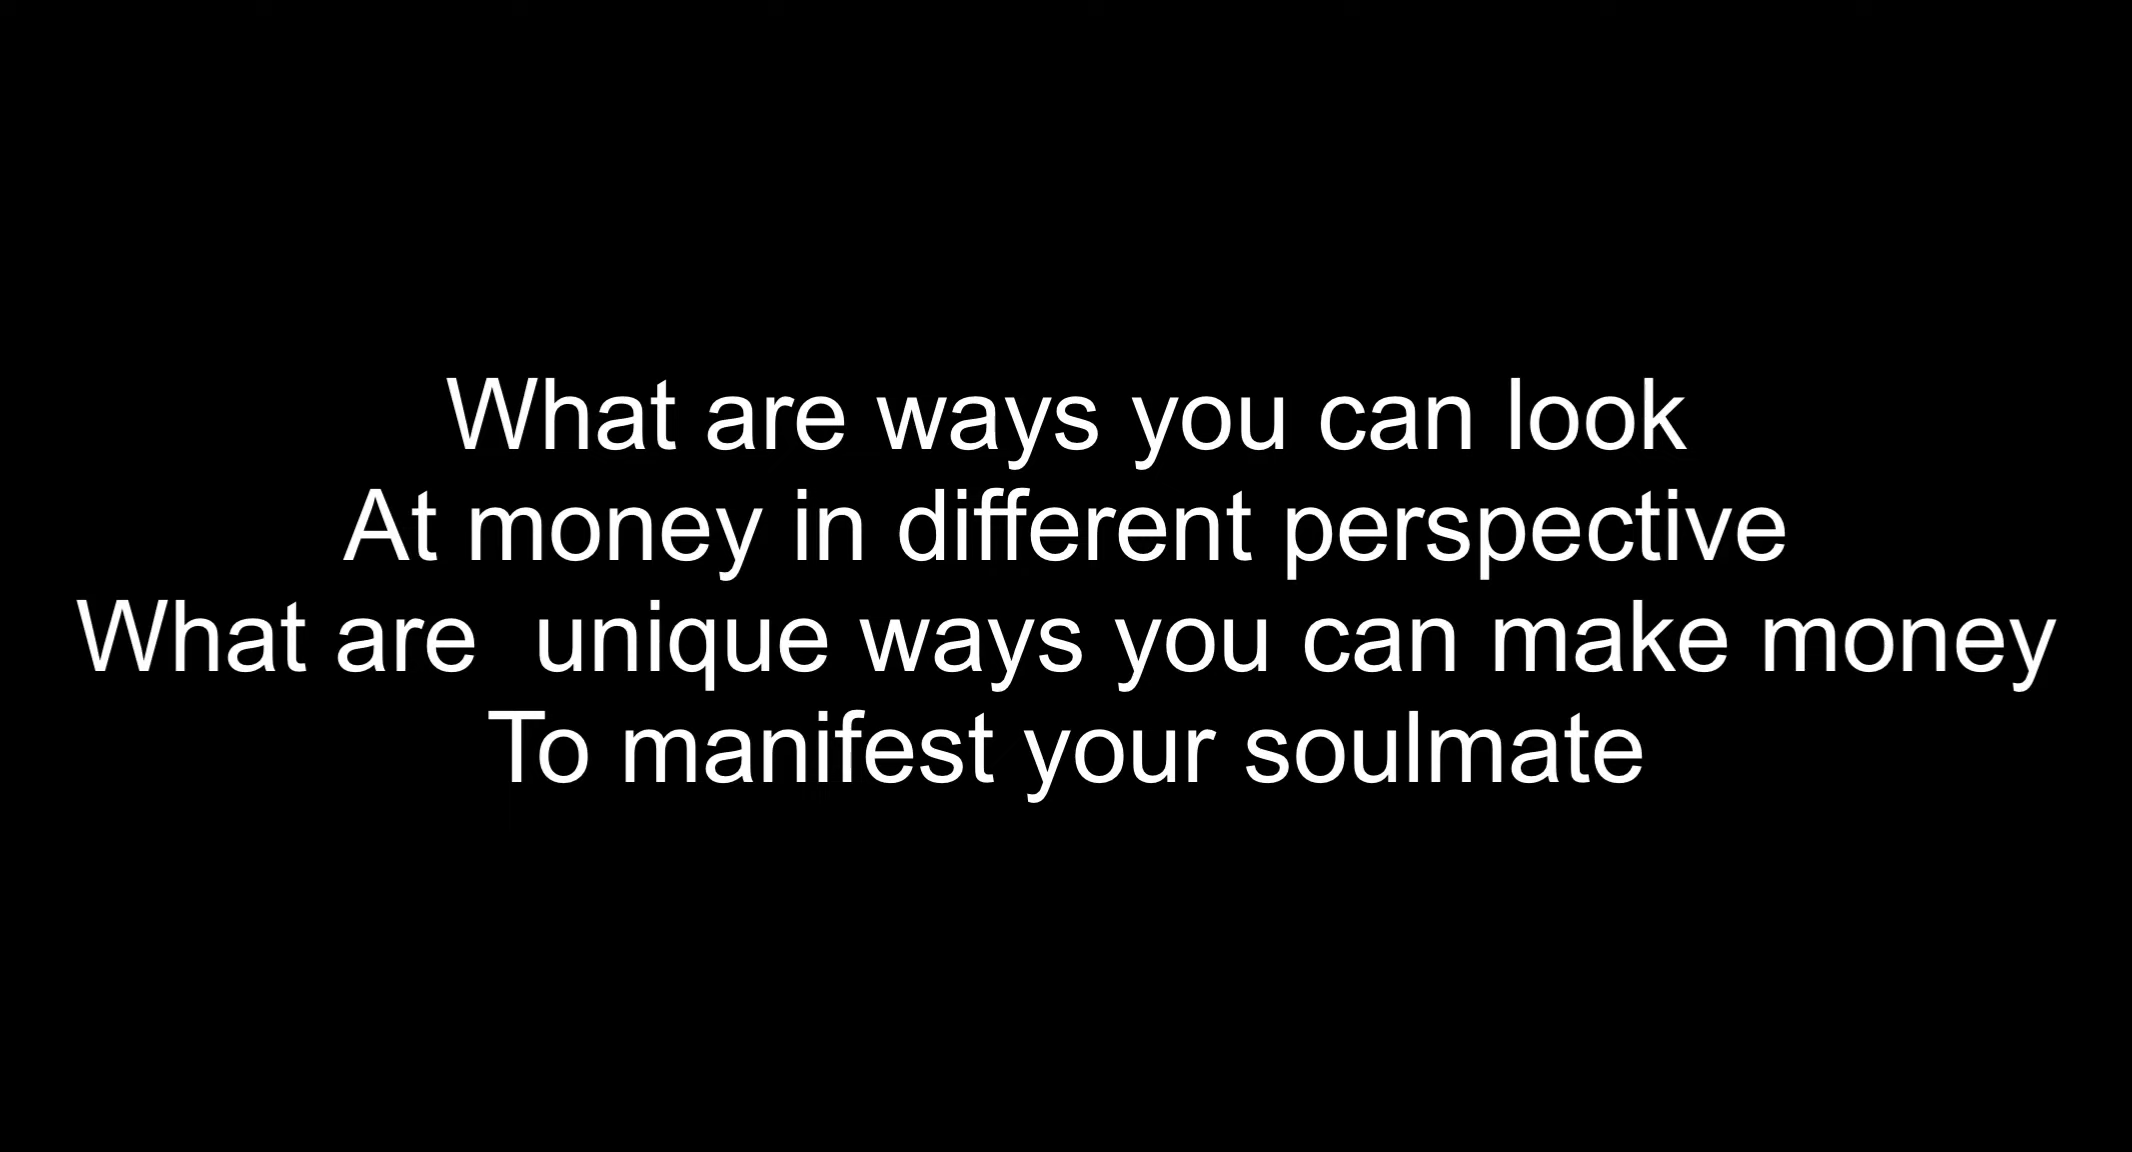 What are ways you can look
At money in different perspective
What are  unique ways you can make money
To manifest your soulmate